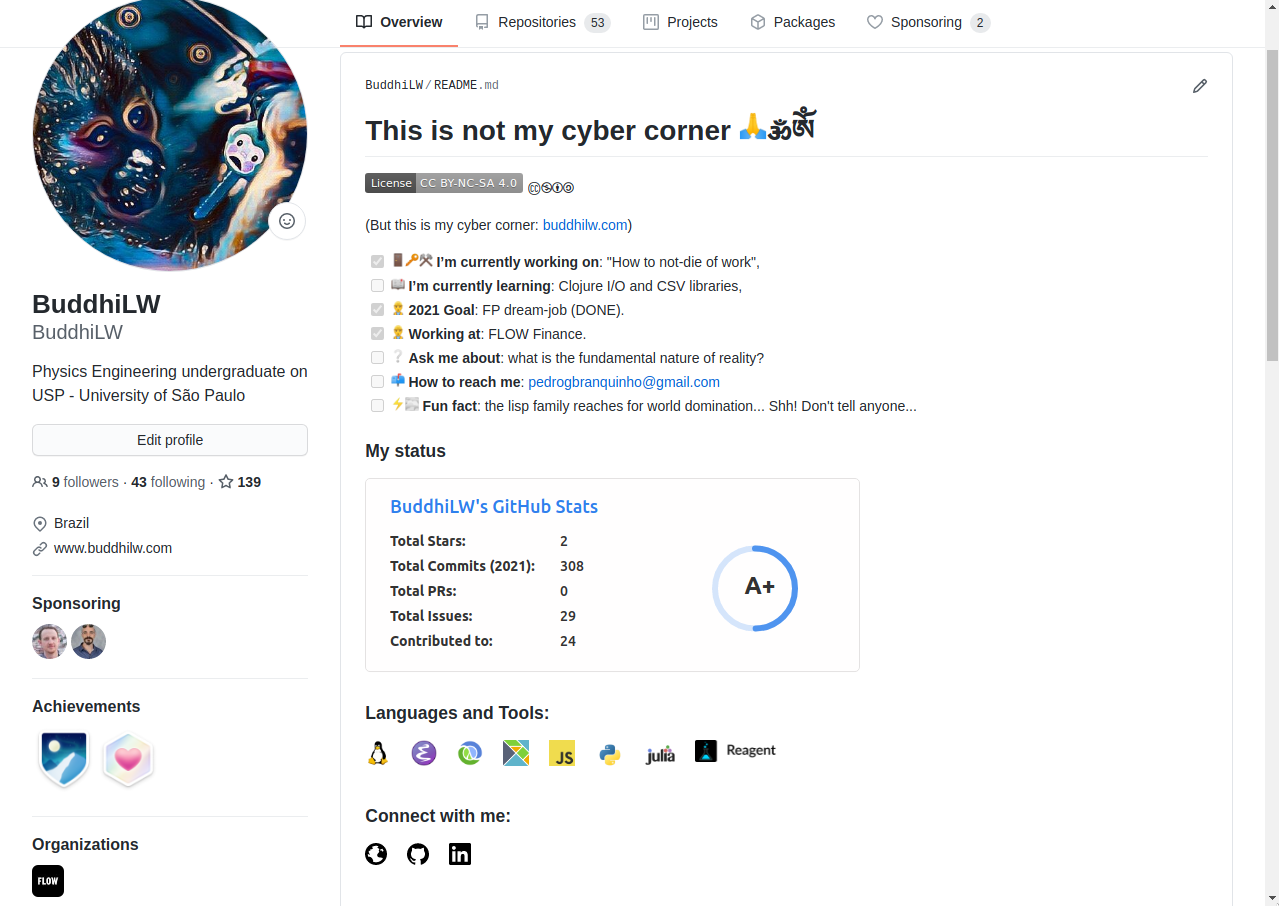 Overview
Repositories 53
Projects
Packages
Sponsoring 2
BuddhiLW
BuddhiLW
Physics Engineering undergraduate on
USP - University of São Paulo
Edit profile
9 followers · 43 following · 139
Brazil
www.buddhilw.com
Sponsoring
Achievements
Organizations
FLOW
BuddhiLW/README.md
This is not my cyber corner 🙏🕉ༀ
License CC BY-NC-SA 4.0
(But this is my cyber corner: buddhilw.com)
I’m currently working on: "How to not-die of work",
I’m currently learning: Clojure I/O and CSV libraries,
2021 Goal: FP dream-job (DONE).
Working at: FLOW Finance.
Ask me about: what is the fundamental nature of reality?
How to reach me: pedrogbranquinho@gmail.com
Fun fact: the lisp family reaches for world domination... Shh! Don't tell anyone...
My status
BuddhiLW's GitHub Stats
Total Stars: 2
Total Commits (2021): 308
Total PRs: 0
Total Issues: 29
Contributed to: 24
A+
Languages and Tools:
JS
julia
Reagent
Connect with me:
in